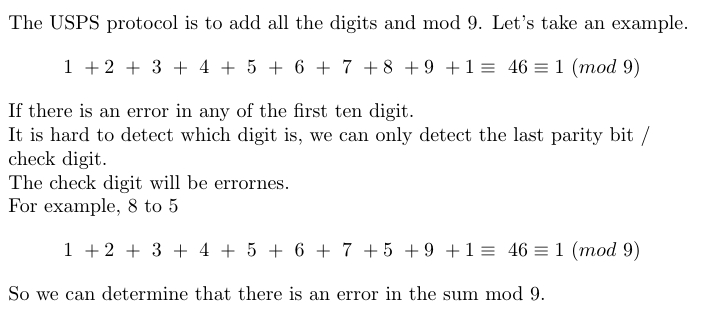 The USPS protocol is to add all the digits and mod 9. Let's take an example.
1 +2 + 3 + 4 + 5 + 6 + 7 +8 +9 +1 ≡ 46 ≡ 1 (mod 9)
If there is an error in any of the first ten digit.
It is hard to detect which digit is, we can only detect the last parity bit /
check digit.
The check digit will be errornes.
For example, 8 to 5
1 +2 + 3 + 4 + 5 + 6 + 7 +5 +9 +1 ≡ 46 ≡ 1 (mod 9)
So we can determine that there is an error in the sum mod 9.